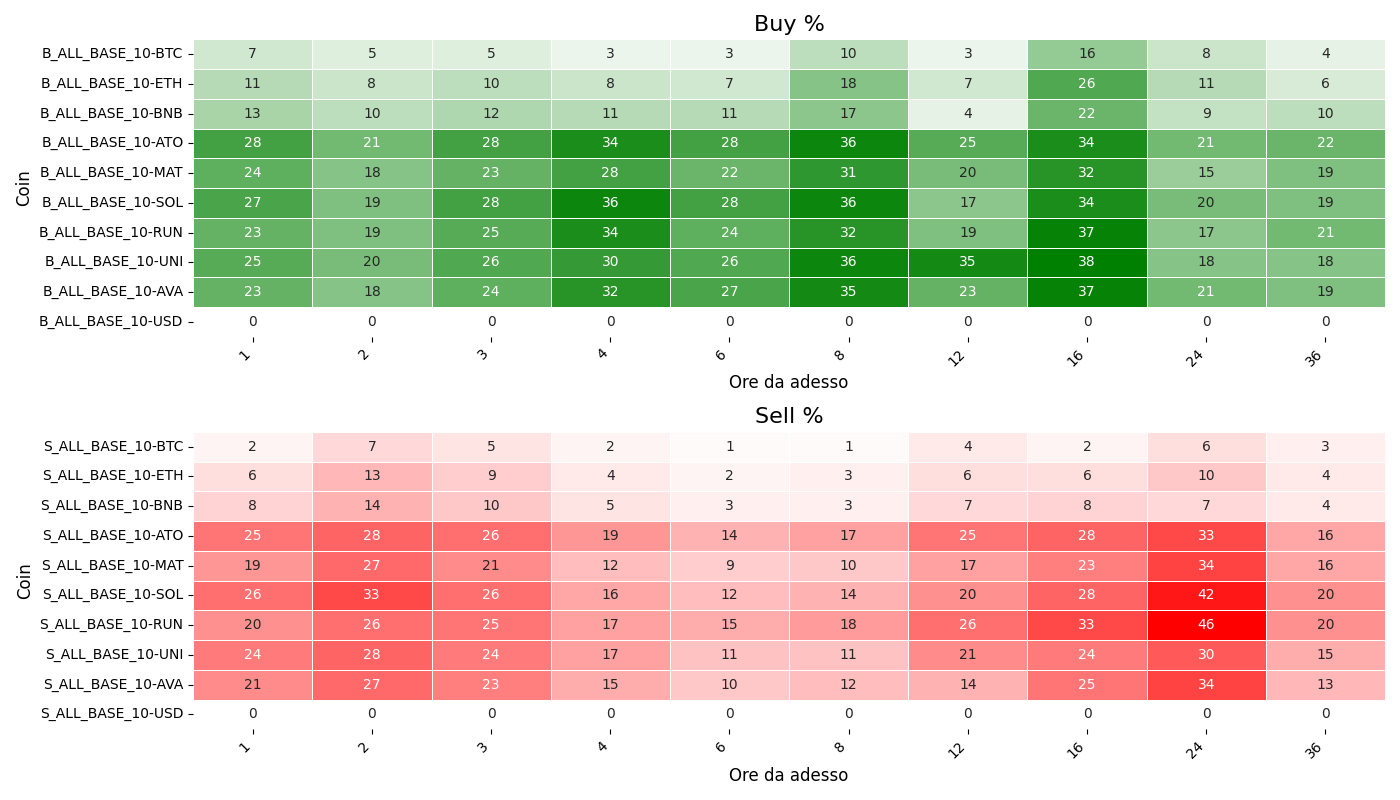 Buy %
Coin
B_ALL_BASE_10-BTC 7 5 5 3 3 10 3 16 8 4
B_ALL_BASE_10-ETH 11 8 10 8 7 18 7 26 11 6
B_ALL_BASE_10-BNB 13 10 12 11 11 17 4 22 9 10
B_ALL_BASE_10-ATO 28 21 28 34 28 36 25 34 21 22
B_ALL_BASE_10-MAT 24 18 23 28 22 31 20 32 15 19
B_ALL_BASE_10-SOL 27 19 28 36 28 36 17 34 20 19
B_ALL_BASE_10-RUN 23 19 25 34 24 32 19 37 17 21
B_ALL_BASE_10-UNI 25 20 26 30 26 36 35 38 18 18
B_ALL_BASE_10-AVA 23 18 24 32 27 35 23 37 21 19
B_ALL_BASE_10-USD 0 0 0 0 0 0 0 0 0 0
1 2 3 4 6 8 12 16 24 36
Ore da adesso
Sell %
Coin
S_ALL_BASE_10-BTC 2 7 5 2 1 1 4 2 6 3
S_ALL_BASE_10-ETH 6 13 9 4 2 3 6 6 10 4
S_ALL_BASE_10-BNB 8 14 10 5 3 3 7 8 7 4
S_ALL_BASE_10-ATO 25 28 26 19 14 17 25 28 33 16
S_ALL_BASE_10-MAT 19 27 21 12 9 10 17 23 34 16
S_ALL_BASE_10-SOL 26 33 26 16 12 14 20 28 42 20
S_ALL_BASE_10-RUN 20 26 25 17 15 18 26 33 46 20
S_ALL_BASE_10-UNI 24 28 24 17 11 11 21 24 30 15
S_ALL_BASE_10-AVA 21 27 23 15 10 12 14 25 34 13
S_ALL_BASE_10-USD 0 0 0 0 0 0 0 0 0 0
1 2 3 4 6 8 12 16 24 36
Ore da adesso